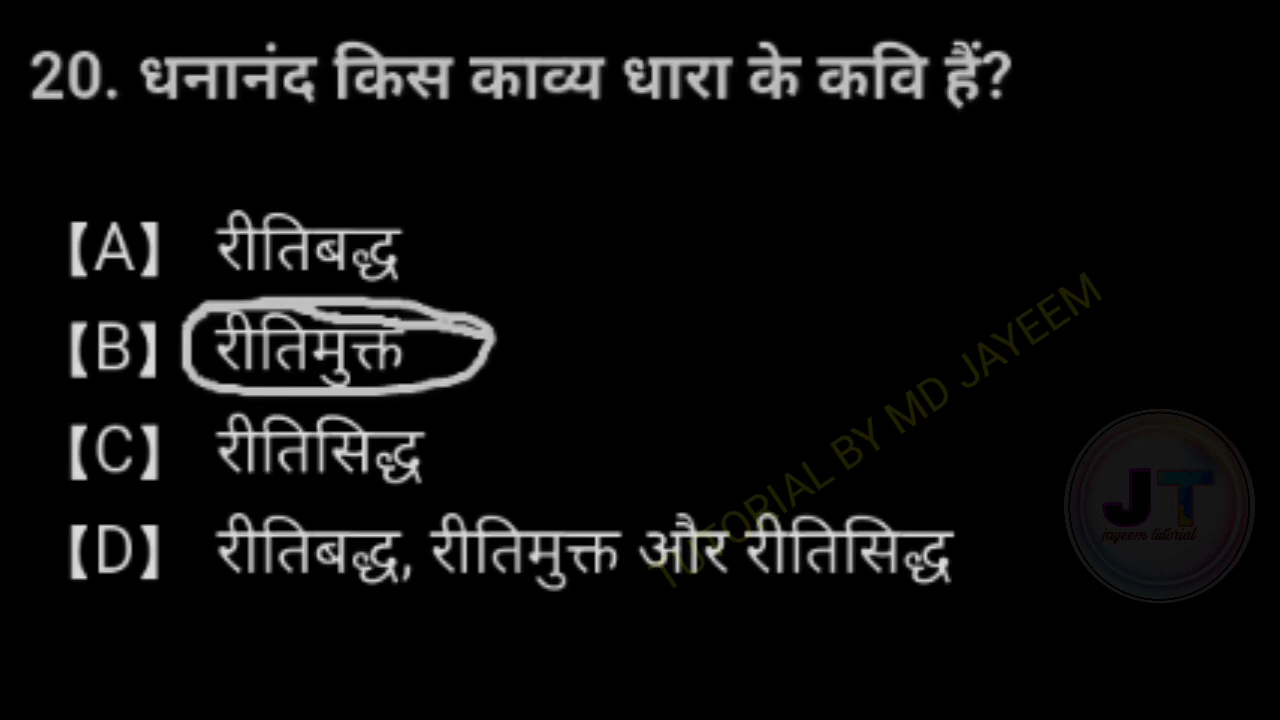 20. धनानंद किस काव्य धारा के कवि हैं?
【A】 रीतिबद्ध
【B】 रीतिमुक्त
【C】 रीतिसिद्ध
【D】 रीतिबद्ध, रीतिमुक्त और रीतिसिद्ध
TUTORIAL BY MD JAYEEM
JT
jayeem tutorial